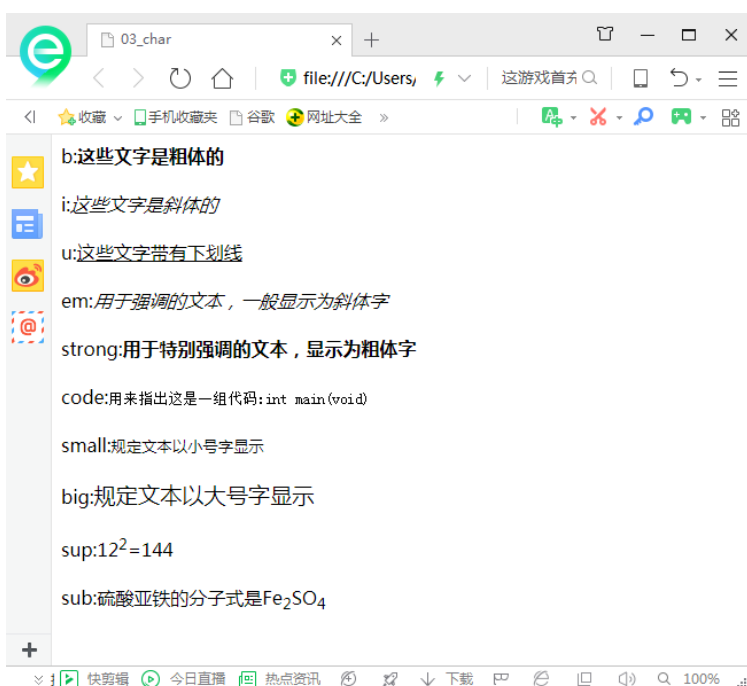 03_char
file:///C:/Users/ 这游戏首充
收藏 手机收藏夹 谷歌 网址大全 »
b:这些文字是粗体的
i:这些文字是斜体的
u:这些文字带有下划线
em:用于强调的文本，一般显示为斜体字
strong:用于特别强调的文本，显示为粗体字
code:用来指出这是一组代码:int main(void)
small:规定文本以小号字显示
big:规定文本以大号字显示
sup:12²=144
sub:硫酸亚铁的分子式是Fe₂SO₄
快剪辑 今日直播 热点资讯 下载 100%